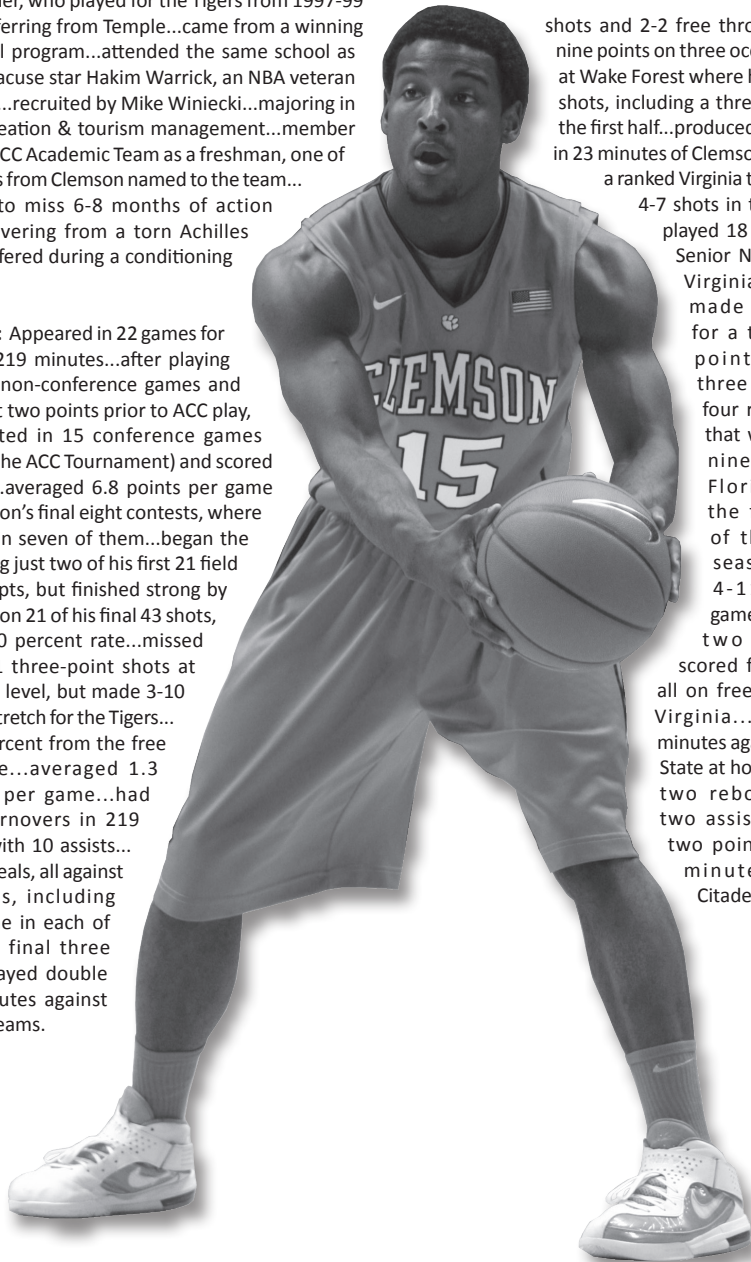 who played for the Tigers from 1997-99
ferring from Temple...came from a winning
program...attended the same school as
star Hakim Warrick, an NBA veteran
...recruited by Mike Winiecki...majoring in
& tourism management...member
Academic Team as a freshman, one of
from Clemson named to the team...
to miss 6-8 months of action
vering from a torn Achilles
fered during a conditioning
: Appeared in 22 games for
219 minutes...after playing
non-conference games and
two points prior to ACC play,
ted in 15 conference games
he ACC Tournament) and scored
..averaged 6.8 points per game
final eight contests, where
n seven of them...began the
g just two of his first 21 field
pts, but finished strong by
on 21 of his final 43 shots,
0 percent rate...missed
three-point shots at
level, but made 3-10
tretch for the Tigers...
rcent from the free
e...averaged 1.3
per game...had
rnovers in 219
with 10 assists...
eals, all against
s, including
e in each of
final three
ayed double
utes against
eams.
CLEMSON
15
shots and 2-2 free thro
nine points on three occ
at Wake Forest where h
shots, including a thre
the first half...produced
in 23 minutes of Clemso
a ranked Virginia t
4-7 shots in t
played 18
Senior N
Virginia
made
for a t
point
three
four r
that w
nine
Flori
the
of th
seas
4-1
game
two
scored f
all on free
Virginia...
minutes ag
State at ho
two rebo
two assis
two poin
minute
Citade